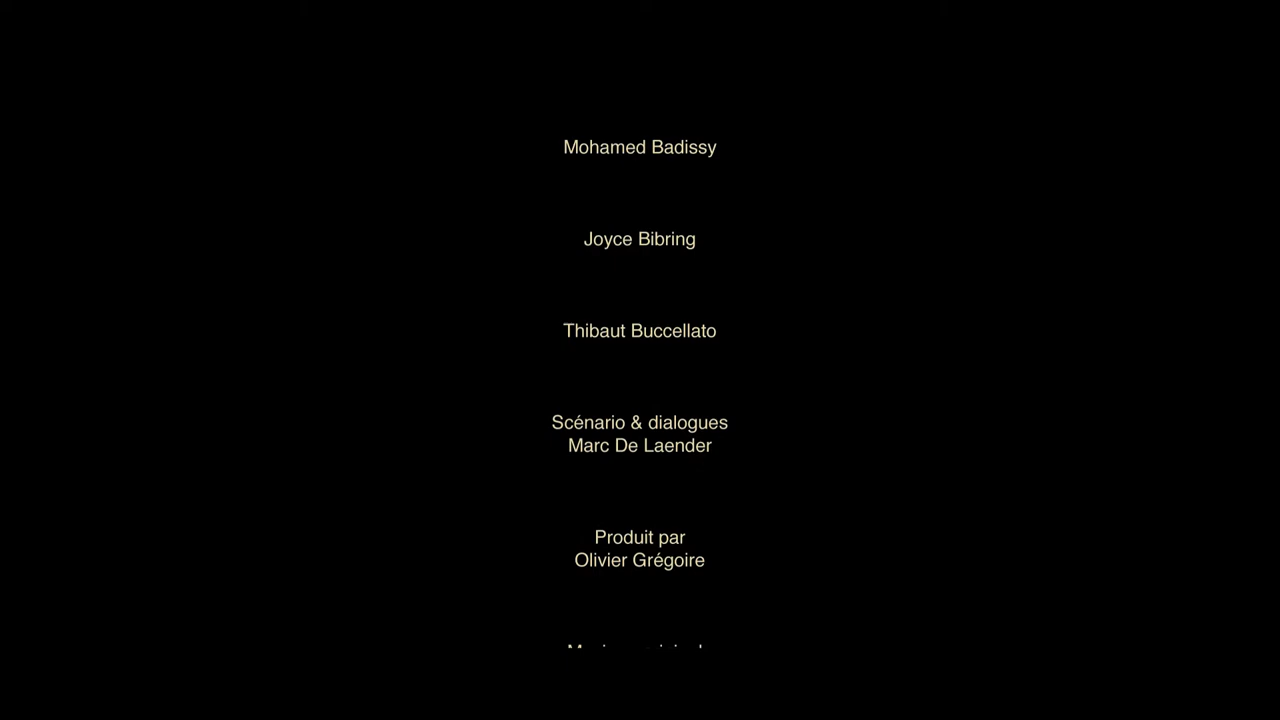 Mohamed Badissy
Joyce Bibring
Thibaut Buccellato
Scénario & dialogues
Marc De Laender
Produit par
Olivier Grégoire